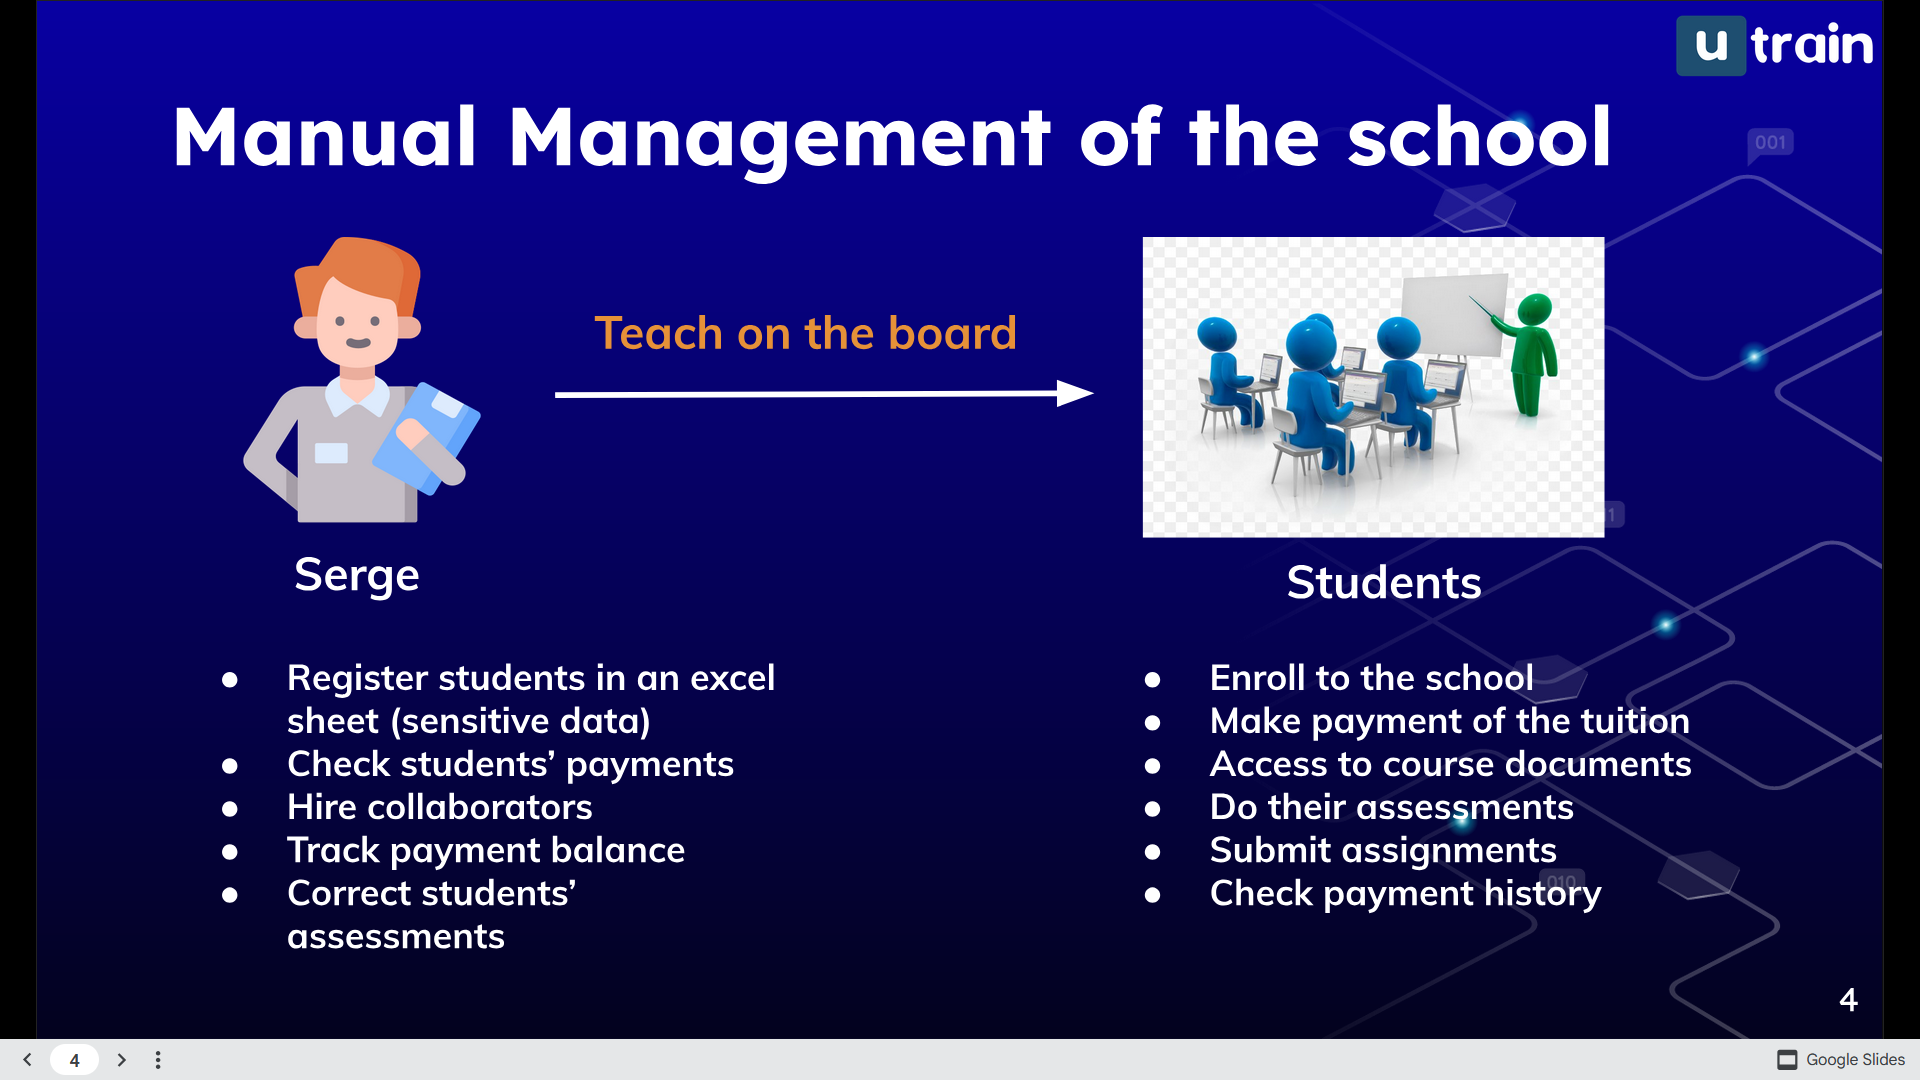 u train
Manual Management of the school
001
Teach on the board
Serge
Students
● Register students in an excel
sheet (sensitive data)
● Check students’ payments
● Hire collaborators
● Track payment balance
● Correct students’
assessments
● Enroll to the school
● Make payment of the tuition
● Access to course documents
● Do their assessments
● Submit assignments
● Check payment history
010
4
4
Google Slides